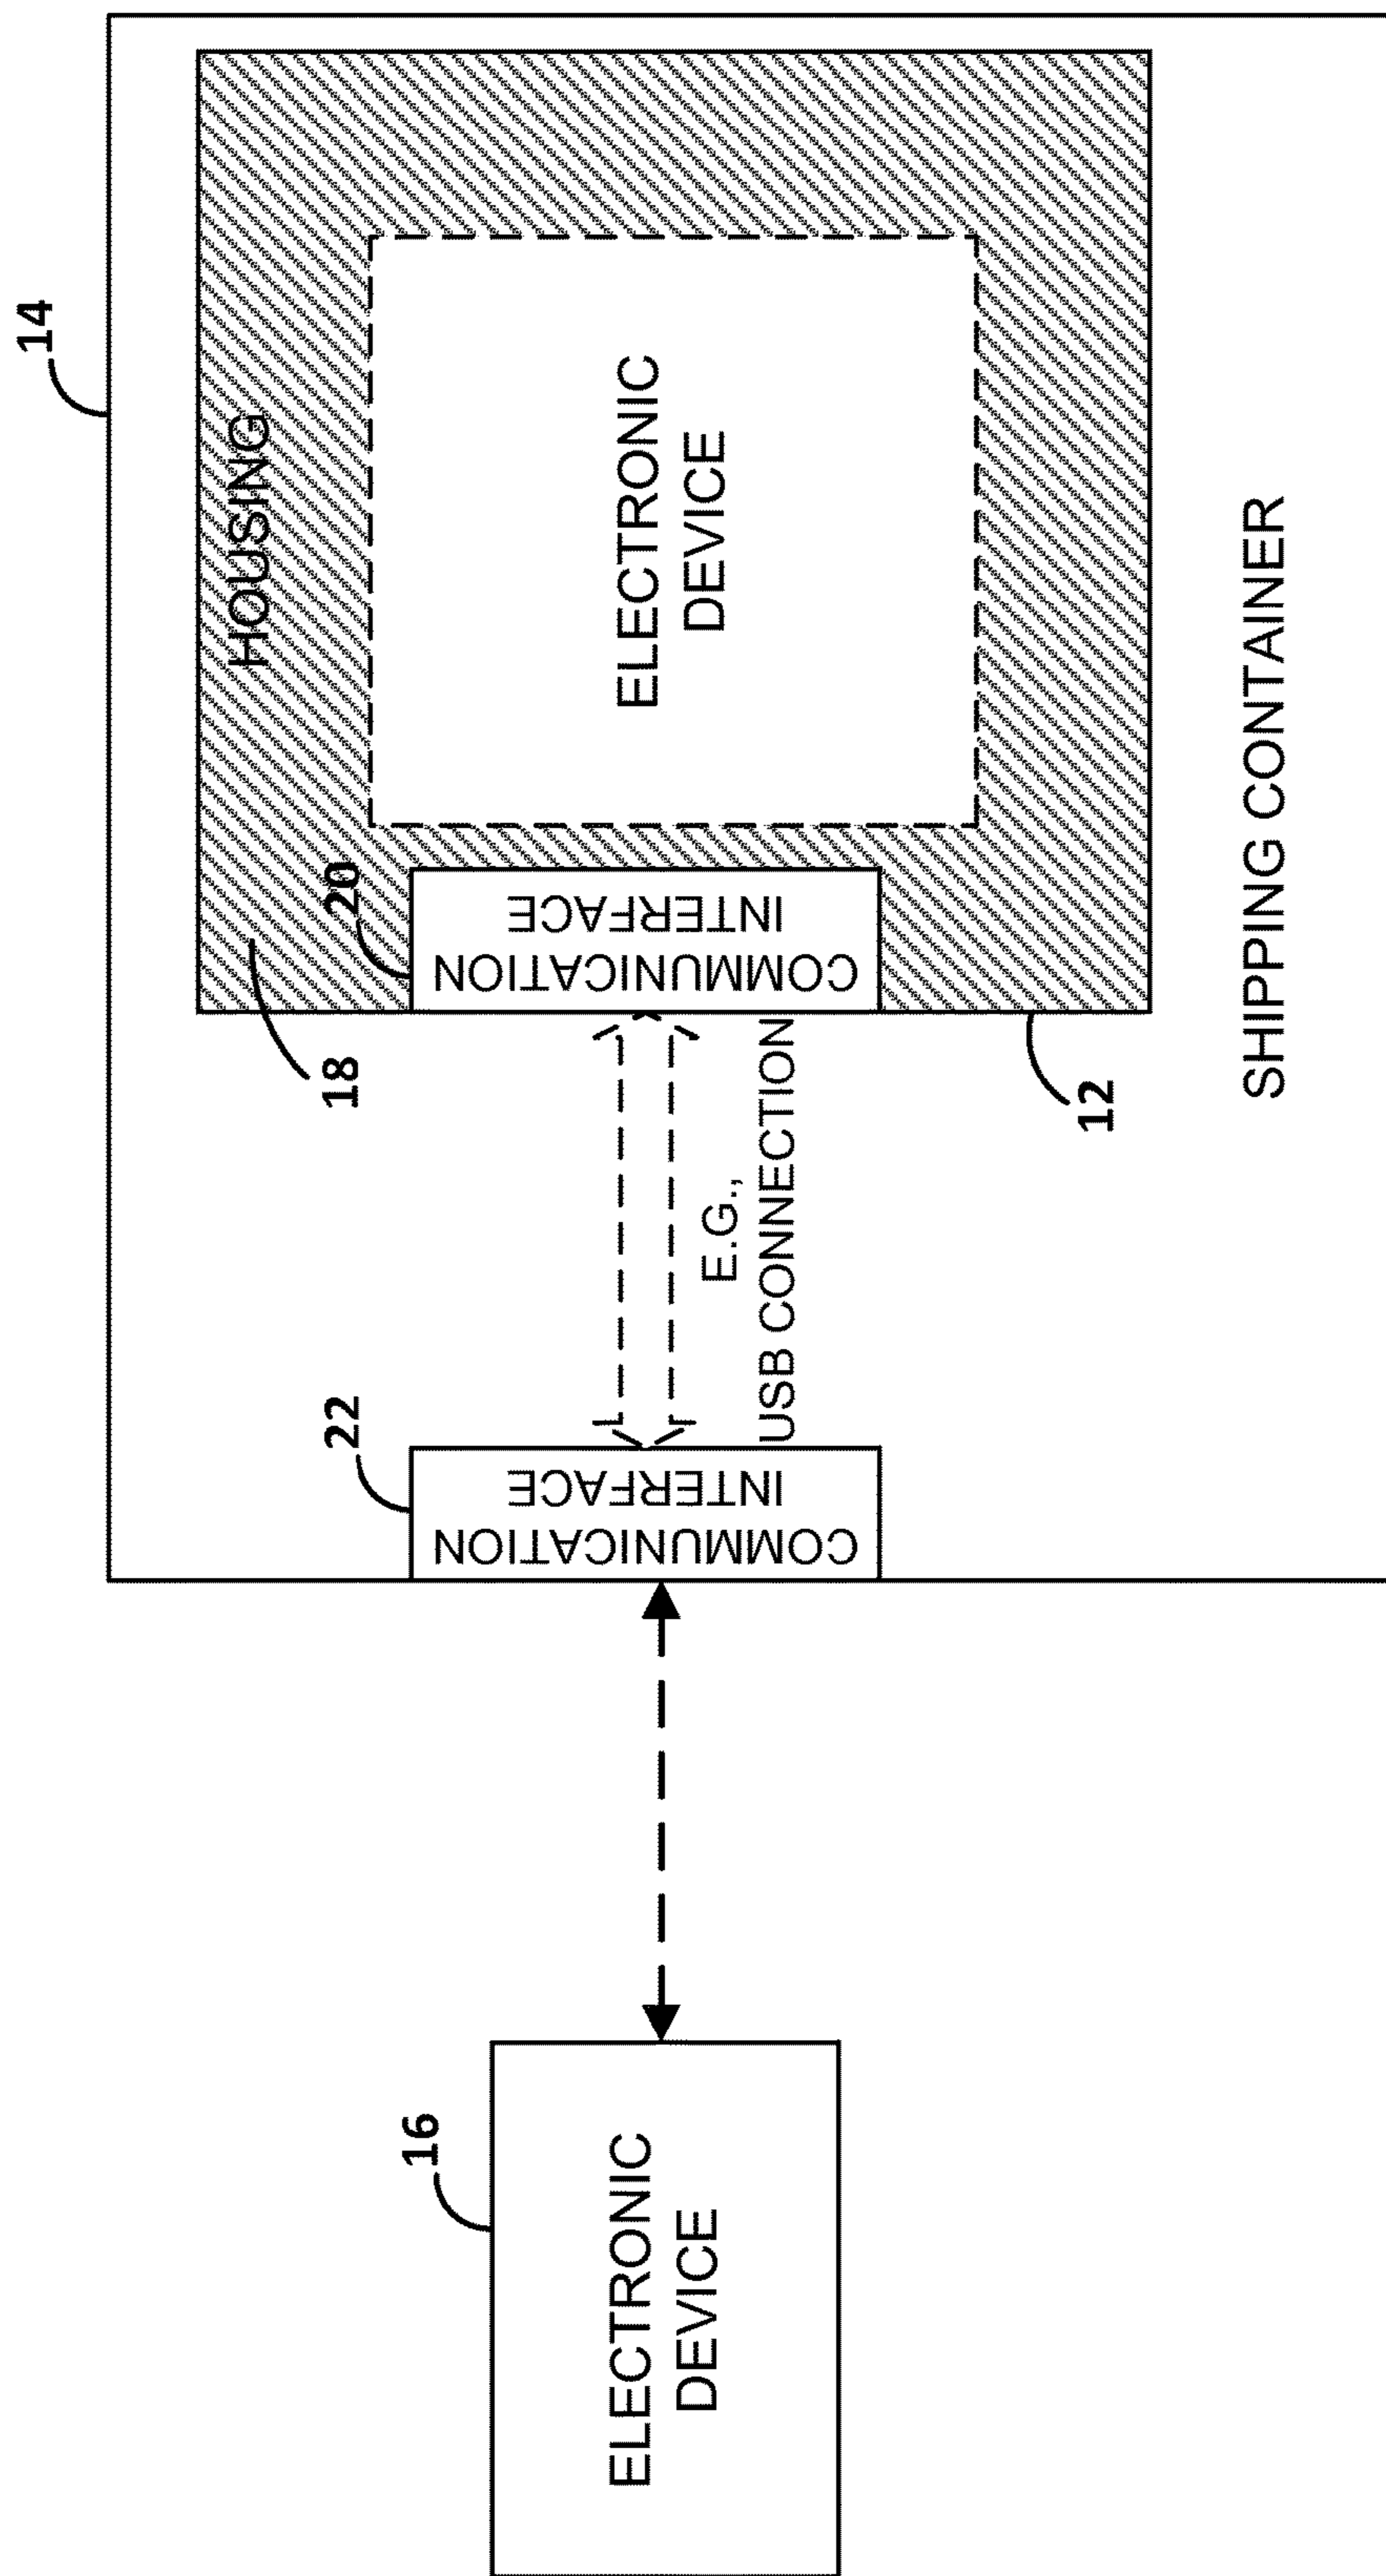 14
HOUSING
ELECTRONIC
DEVICE
20
COMMUNICATION
INTERFACE
18
12
E.G.,
USB CONNECTION
SHIPPING CONTAINER
22
COMMUNICATION
INTERFACE
16
ELECTRONIC
DEVICE